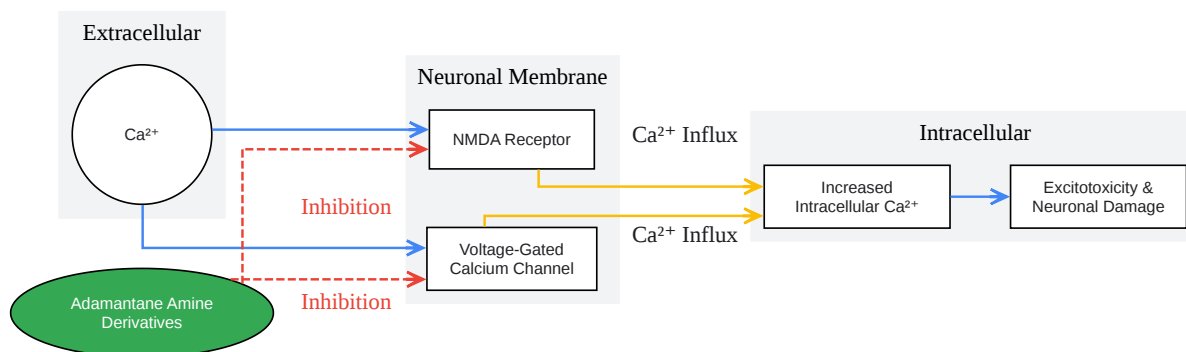 Extracellular
Ca²⁺
Neuronal Membrane
NMDA Receptor
Ca²⁺ Influx
Intracellular
Increased
Intracellular Ca²⁺
Excitotoxicity &
Neuronal Damage
Inhibition
Voltage-Gated
Calcium Channel
Ca²⁺ Influx
Inhibition
Adamantane Amine
Derivatives